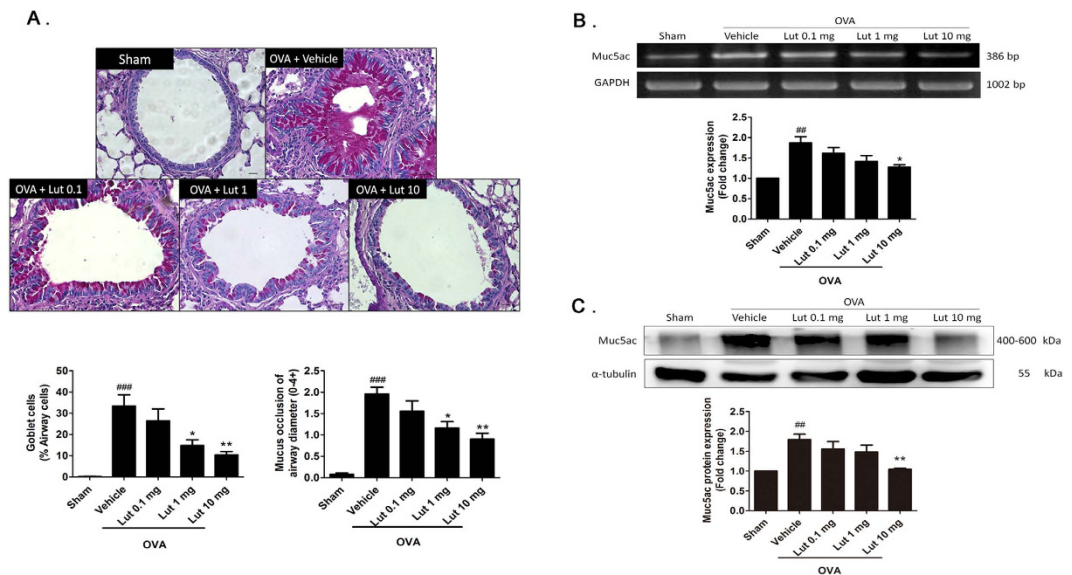 A .
Sham
OVA + Vehicle
OVA + Lut 0.1
OVA + Lut 1
OVA + Lut 10
Goblet cells
(% Airway cells)
50
40
30
20
10
0
###
*
**
Sham
Vehicle
Lut 0.1 mg
Lut 1 mg
Lut 10 mg
OVA
Mucus occlusion of
airway diameter (0-4+)
2.5
2.0
1.5
1.0
0.5
0.0
###
*
**
Sham
Vehicle
Lut 0.1 mg
Lut 1 mg
Lut 10 mg
OVA
B .
OVA
Sham Vehicle Lut 0.1 mg Lut 1 mg Lut 10 mg
Muc5ac 386 bp
GAPDH 1002 bp
Muc5ac expression
(Fold change)
2.5
2.0
1.5
1.0
0.5
0.0
##
*
Sham
Vehicle
Lut 0.1 mg
Lut 1 mg
Lut 10 mg
OVA
C .
OVA
Sham Vehicle Lut 0.1 mg Lut 1 mg Lut 10 mg
Muc5ac 400-600 kDa
α-tubulin 55 kDa
Muc5ac protein expression
(Fold change)
2.5
2.0
1.5
1.0
0.5
0.0
##
**
Sham
Vehicle
Lut 0.1 mg
Lut 1 mg
Lut 10 mg
OVA